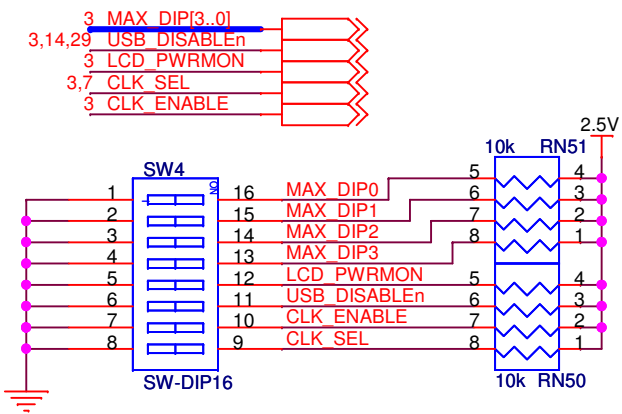 3 MAX_DIP[3..0]
3,14,29 USB_DISABLEn
3 LCD_PWRMON
3,7 CLK_SEL
3 CLK_ENABLE
2.5V
10k RN51
SW4
ON
1 16 MAX_DIP0 5 4
2 15 MAX_DIP1 6 3
3 14 MAX_DIP2 7 2
4 13 MAX_DIP3 8 1
5 12 LCD_PWRMON 5 4
6 11 USB_DISABLEn 6 3
7 10 CLK_ENABLE 7 2
8 9 CLK_SEL 8 1
SW-DIP16
10k RN50